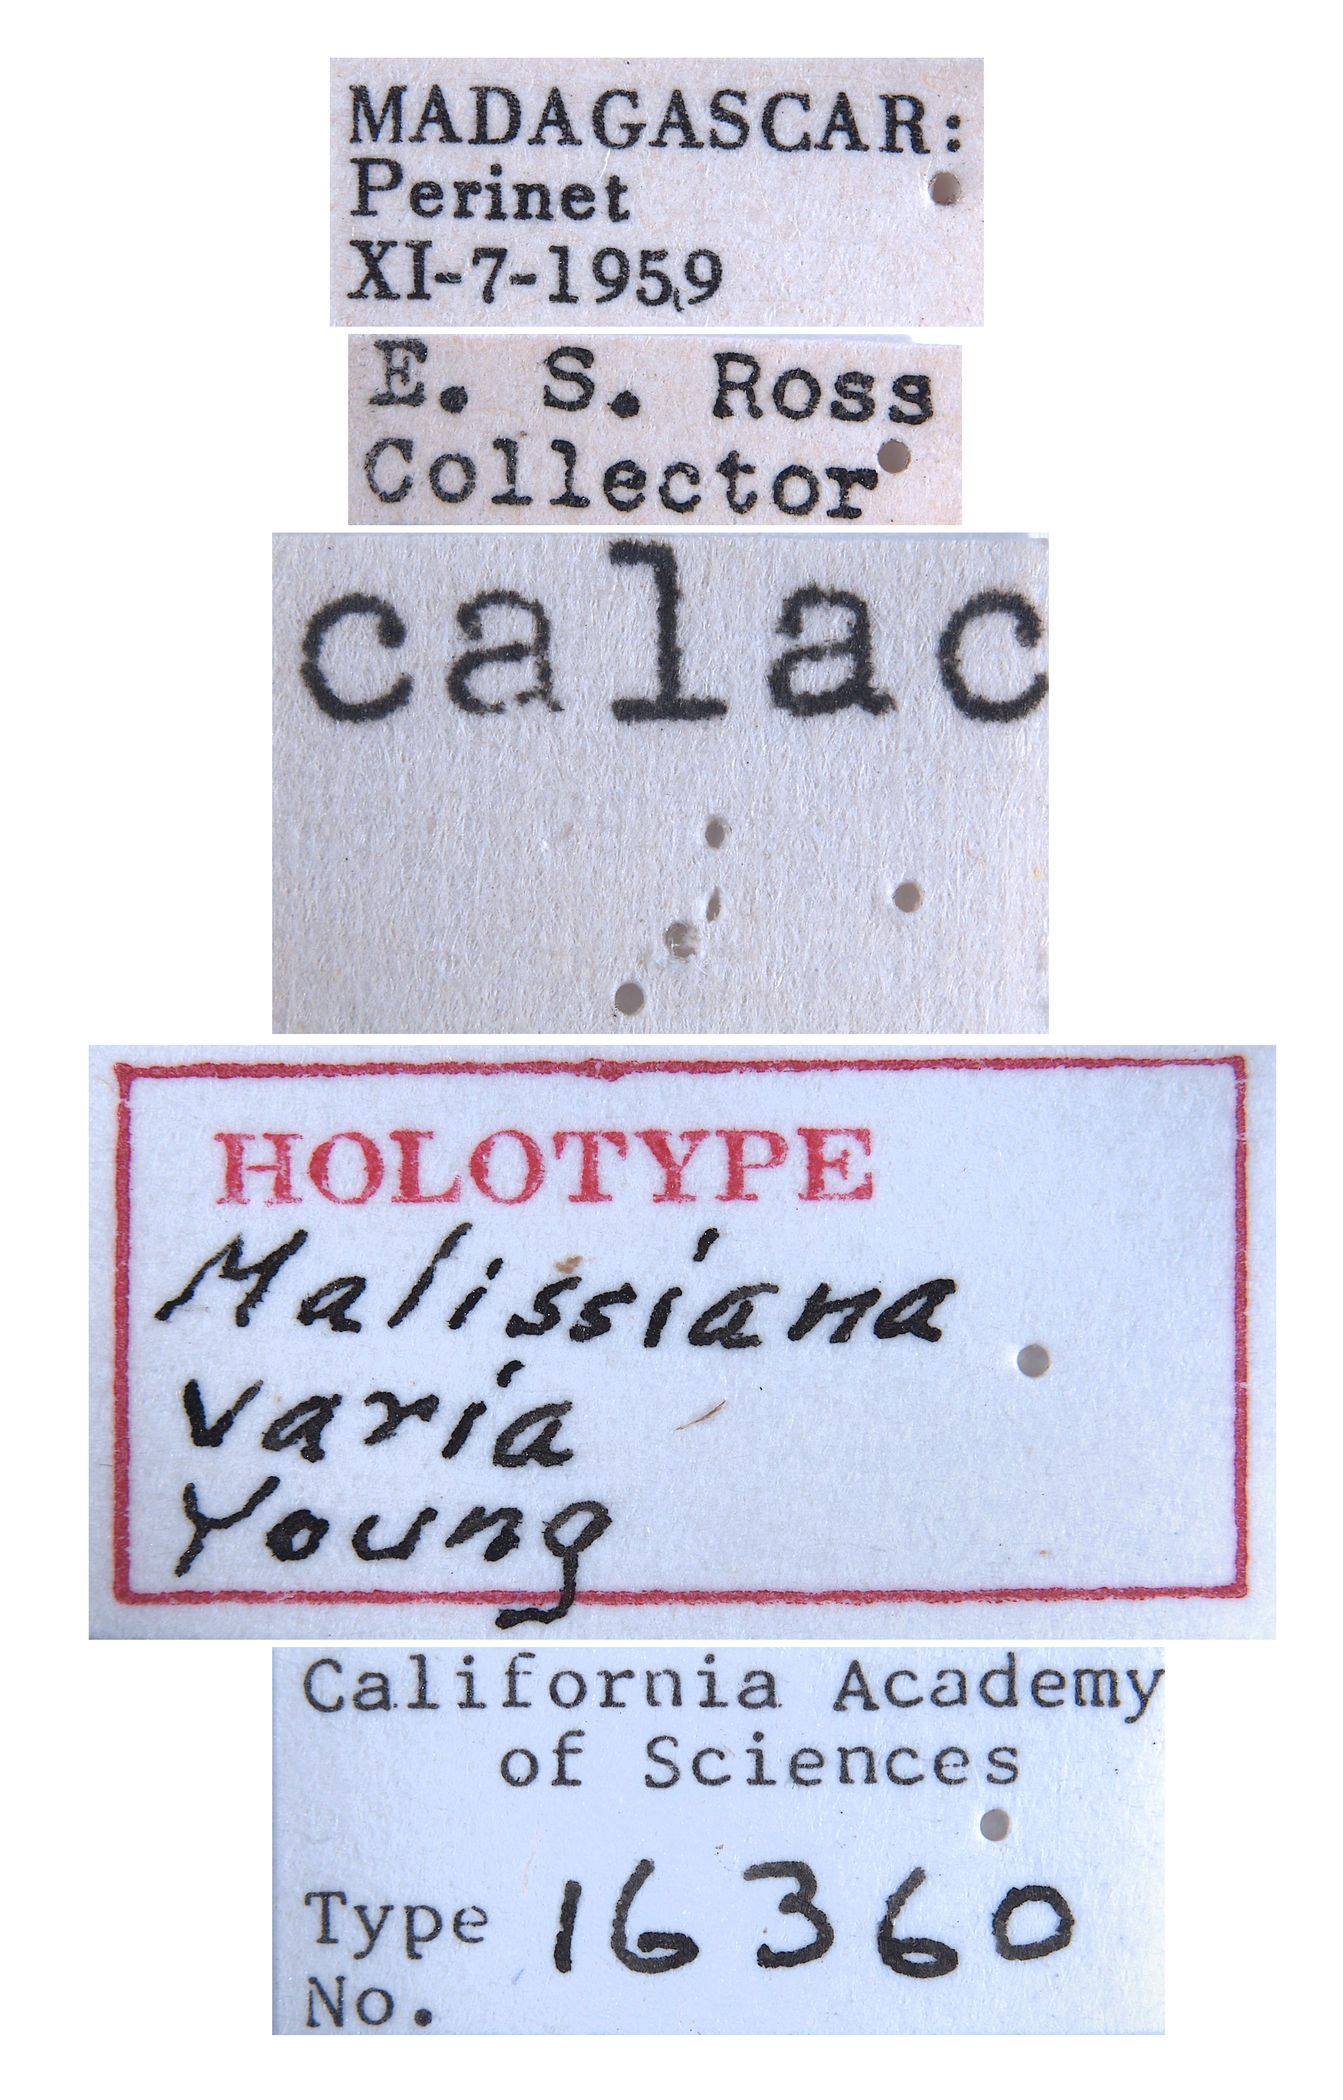 MADAGASCAR:
Perinet
XI-7-1959
E. S. Ross
Collector
calac
HOLOTYPE
Malissiana
varia
Young
California Academy
of Sciences
Type 16360
No.